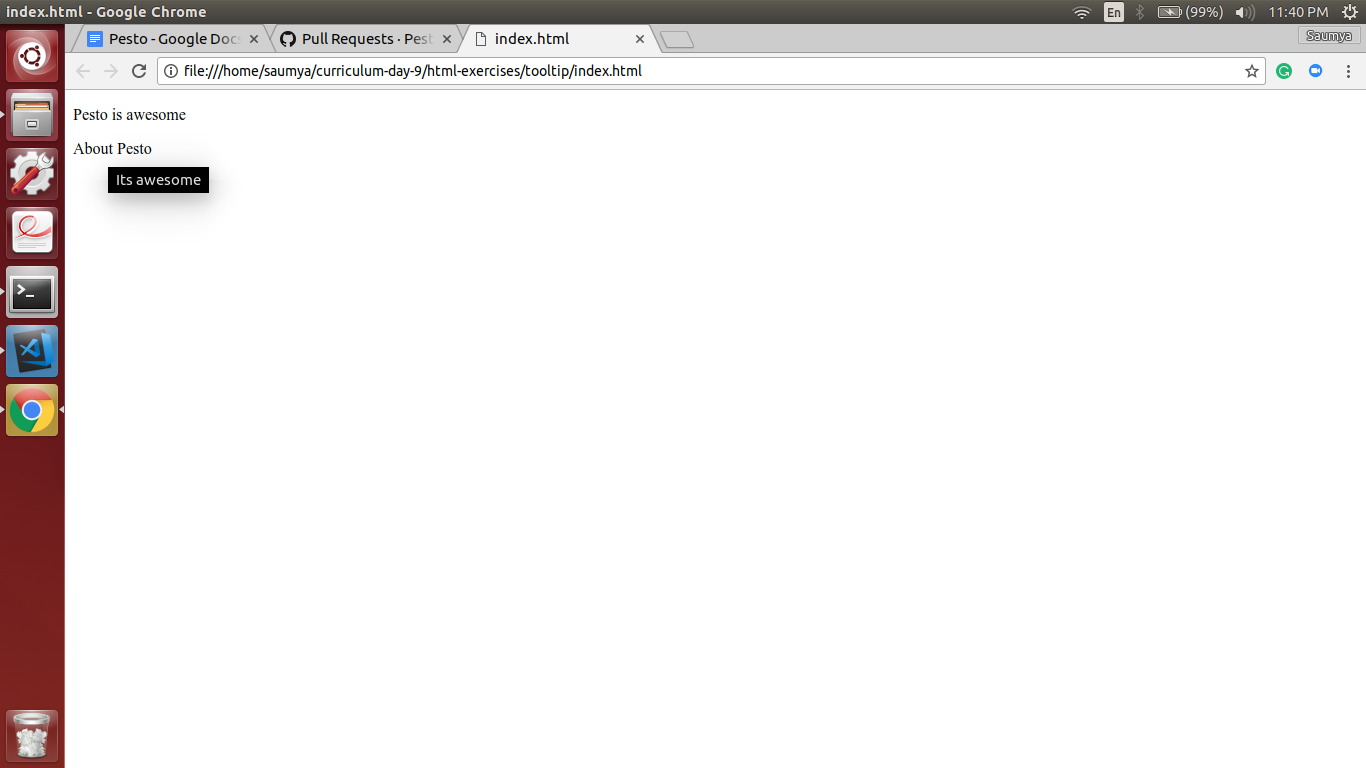 index.html - Google Chrome
En
(99%)
11:40 PM
Pesto - Google Docs
Pull Requests · Pest
index.html
Saumya
file:///home/saumya/curriculum-day-9/html-exercises/tooltip/index.html
Pesto is awesome
About Pesto
Its awesome